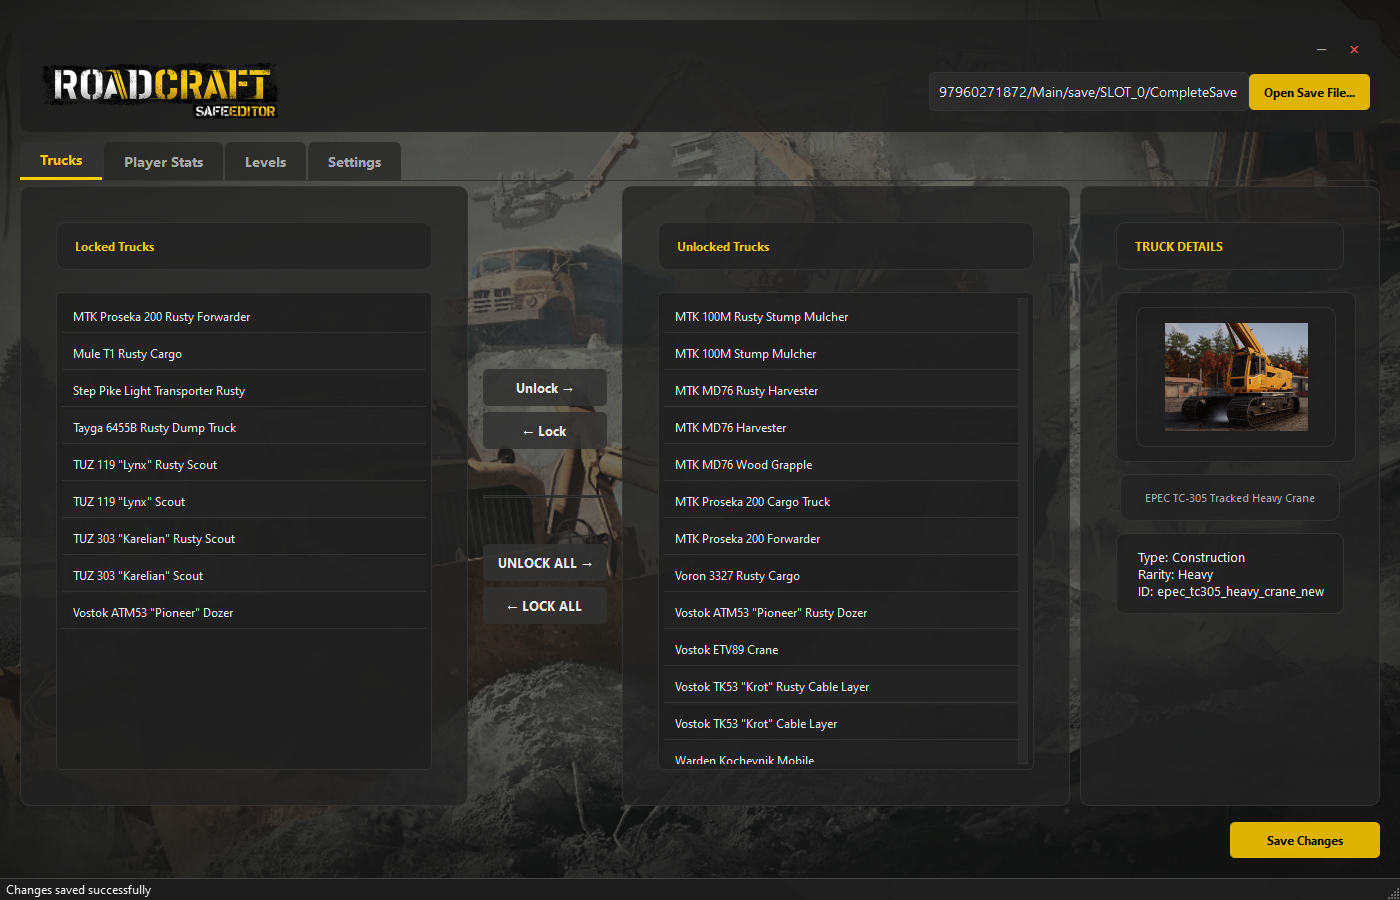 ROADCRAFT
SAFEEDITOR
97960271872/Main/save/SLOT_0/CompleteSave
Open Save File...
Trucks
Player Stats
Levels
Settings
Locked Trucks
MTK Proseka 200 Rusty Forwarder
Mule T1 Rusty Cargo
Step Pike Light Transporter Rusty
Tayga 6455B Rusty Dump Truck
TUZ 119 "Lynx" Rusty Scout
TUZ 119 "Lynx" Scout
TUZ 303 "Karelian" Rusty Scout
TUZ 303 "Karelian" Scout
Vostok ATM53 "Pioneer" Dozer
Unlock →
← Lock
UNLOCK ALL →
← LOCK ALL
Unlocked Trucks
MTK 100M Rusty Stump Mulcher
MTK 100M Stump Mulcher
MTK MD76 Rusty Harvester
MTK MD76 Harvester
MTK MD76 Wood Grapple
MTK Proseka 200 Cargo Truck
MTK Proseka 200 Forwarder
Voron 3327 Rusty Cargo
Vostok ATM53 "Pioneer" Rusty Dozer
Vostok ETV89 Crane
Vostok TK53 "Krot" Rusty Cable Layer
Vostok TK53 "Krot" Cable Layer
Warden Kochevnik Mobile
TRUCK DETAILS
EPEC TC-305 Tracked Heavy Crane
Type: Construction
Rarity: Heavy
ID: epec_tc305_heavy_crane_new
Save Changes
Changes saved successfully